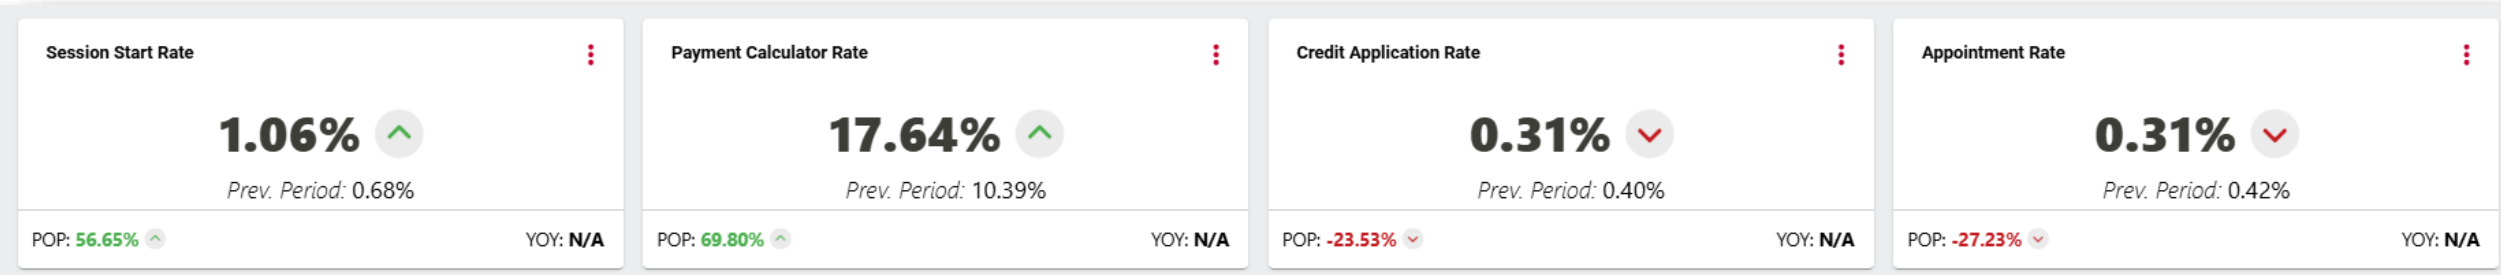 Session Start Rate
1.06%
Prev. Period: 0.68%
POP: 56.65% YOY: N/A
Payment Calculator Rate
17.64%
Prev. Period: 10.39%
POP: 69.80% YOY: N/A
Credit Application Rate
0.31%
Prev. Period: 0.40%
POP: -23.53% YOY: N/A
Appointment Rate
0.31%
Prev. Period: 0.42%
POP: -27.23% YOY: N/A